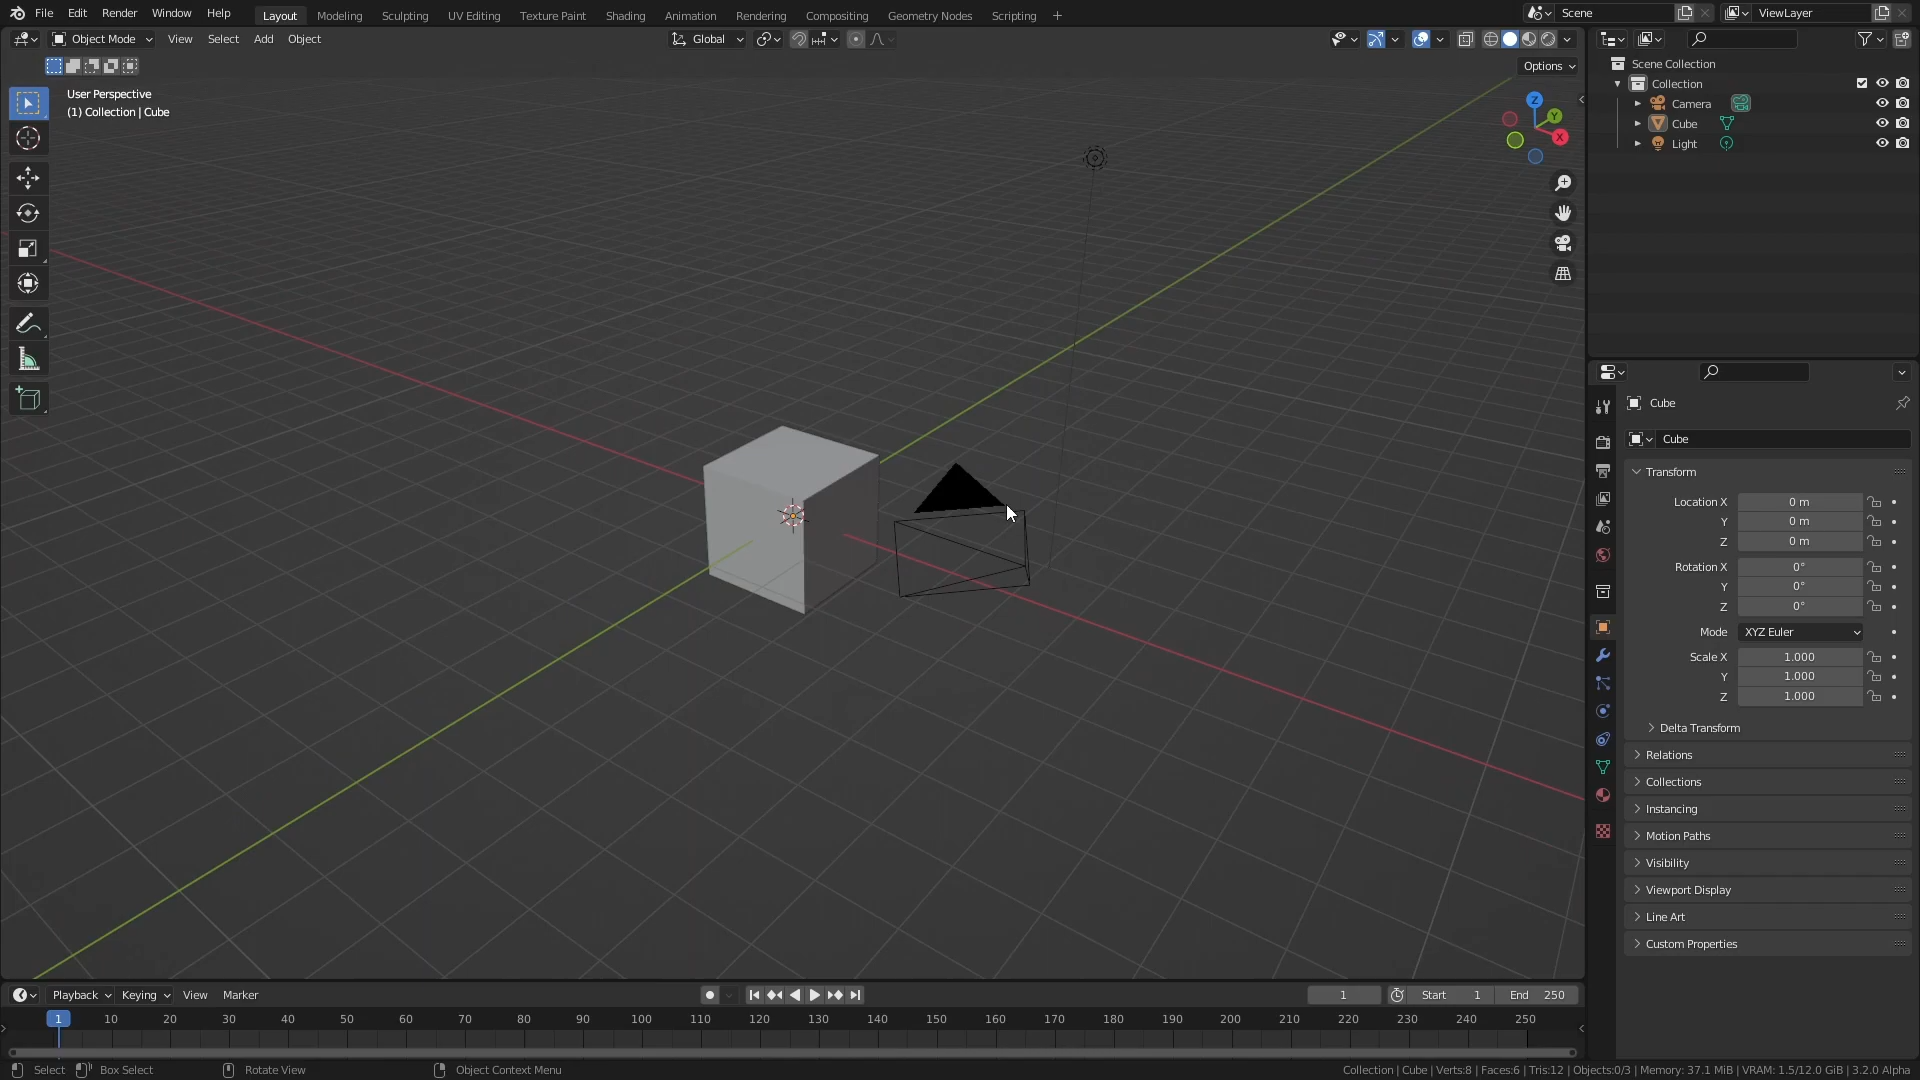 File Edit Render Window Help Layout Modeling Sculpting UV Editing Texture Paint Shading Animation Rendering Compositing Geometry Nodes Scripting + Scene ViewLayer
Object Mode View Select Add Object Global
Options
User Perspective
(1) Collection | Cube
Z
Y
X
Scene Collection
Collection
Camera
Cube
Light
Cube
Cube
Transform
Location X 0 m
Y 0 m
Z 0 m
Rotation X 0°
Y 0°
Z 0°
Mode XYZ Euler
Scale X 1.000
Y 1.000
Z 1.000
Delta Transform
Relations
Collections
Instancing
Motion Paths
Visibility
Viewport Display
Line Art
Custom Properties
Playback Keying View Marker 1 Start 1 End 250
1 10 20 30 40 50 60 70 80 90 100 110 120 130 140 150 160 170 180 190 200 210 220 230 240 250
Select Box Select Rotate View Object Context Menu Collection | Cube | Verts:8 | Faces:6 | Tris:12 | Objects:0/3 | Memory: 37.1 MiB | VRAM: 1.5/12.0 GiB | 3.2.0 Alpha